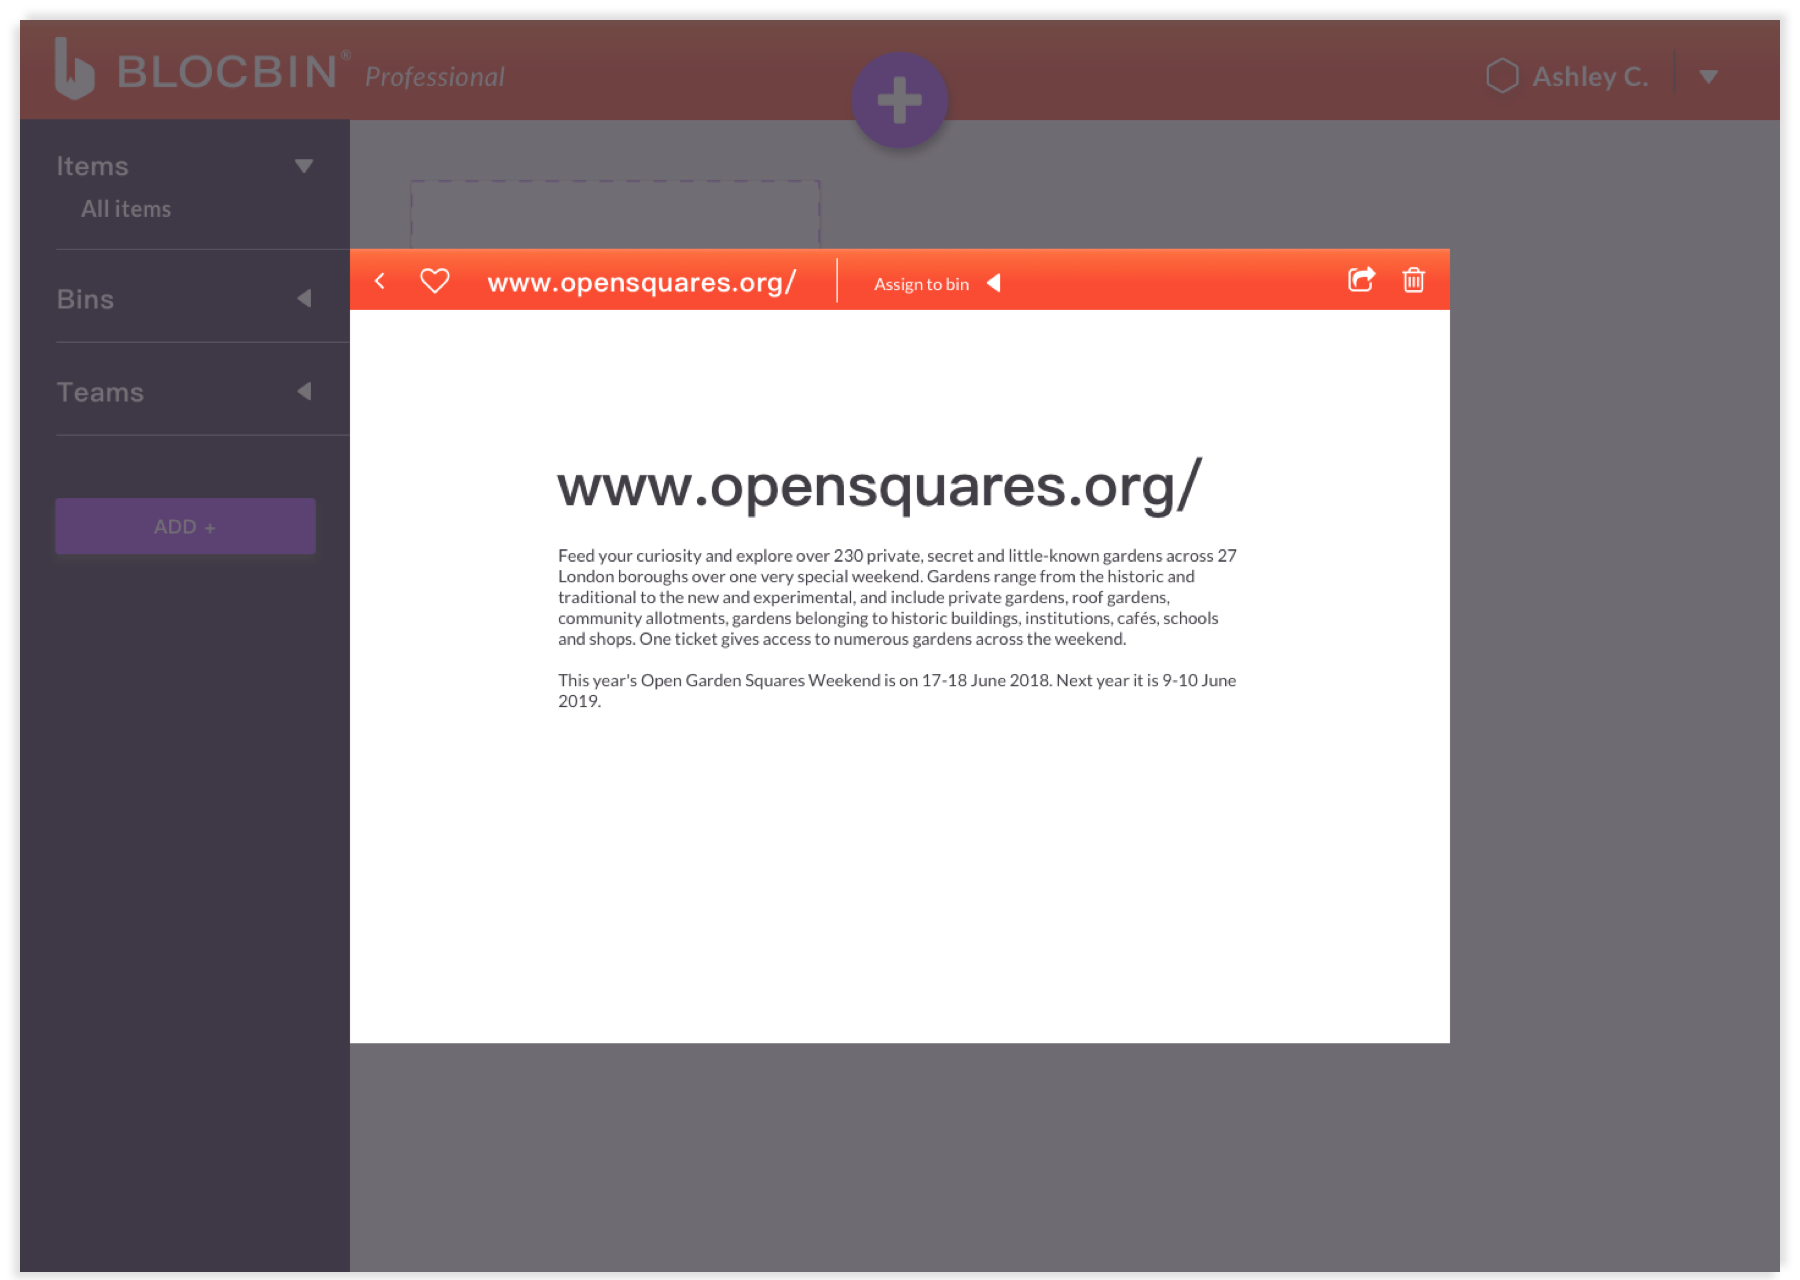 BLOCBIN® Professional
Ashley C.
Items
All items
Bins
Teams
ADD +
www.opensquares.org/
Assign to bin
www.opensquares.org/
Feed your curiosity and explore over 230 private, secret and little-known gardens across 27
London boroughs over one very special weekend. Gardens range from the historic and
traditional to the new and experimental, and include private gardens, roof gardens,
community allotments, gardens belonging to historic buildings, institutions, cafés, schools
and shops. One ticket gives access to numerous gardens across the weekend.
This year's Open Garden Squares Weekend is on 17-18 June 2018. Next year it is 9-10 June
2019.